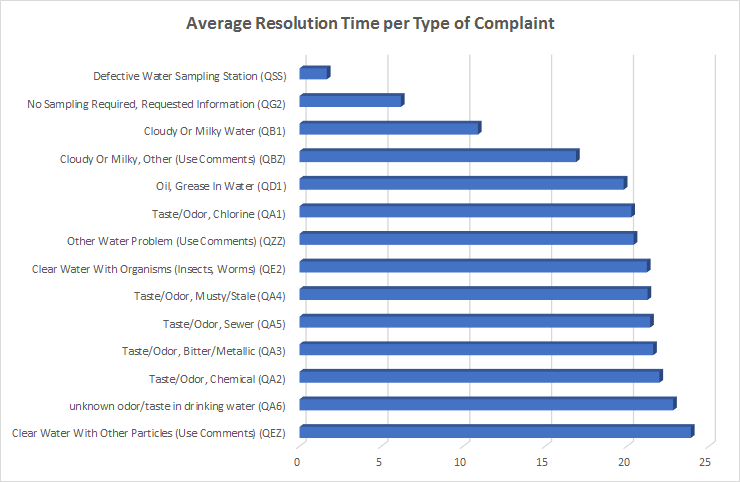 Average Resolution Time per Type of Complaint
Defective Water Sampling Station (QSS)
No Sampling Required, Requested Information (QG2)
Cloudy Or Milky Water (QB1)
Cloudy Or Milky, Other (Use Comments) (QBZ)
Oil, Grease In Water (QD1)
Taste/Odor, Chlorine (QA1)
Other Water Problem (Use Comments) (QZZ)
Clear Water With Organisms (Insects, Worms) (QE2)
Taste/Odor, Musty/Stale (QA4)
Taste/Odor, Sewer (QA5)
Taste/Odor, Bitter/Metallic (QA3)
Taste/Odor, Chemical (QA2)
unknown odor/taste in drinking water (QA6)
Clear Water With Other Particles (Use Comments) (QEZ)
0 5 10 15 20 25